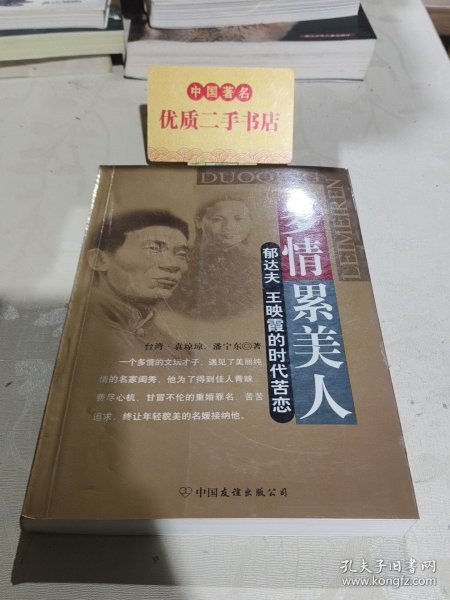 中国著名
优质二手书店
DUOQING
LEIMEIREN
多情累美人
郁达夫 王映霞的时代苦恋
台湾·袁琼琼、潘宁东◎著
一个多情的文坛才子，遇见了美丽纯
情的名家闺秀，他为了得到佳人青睐
费尽心机、甘冒不伦的重婚罪名，苦苦
追求，终让年轻貌美的名媛接纳他。
中国友谊出版公司
孔夫子旧书网
www.kongfz.com